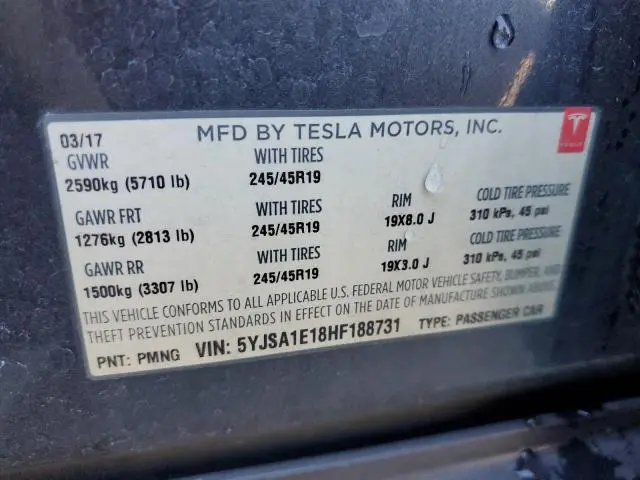 03/17 MFD BY TESLA MOTORS, INC.
TESLA
GVWR WITH TIRES
2590kg (5710 lb) 245/45R19
GAWR FRT WITH TIRES RIM COLD TIRE PRESSURE
1276kg (2813 lb) 245/45R19 19X8.0 J 310 kPa, 45 psi
GAWR RR WITH TIRES RIM COLD TIRE PRESSURE
1500kg (3307 lb) 245/45R19 19X3.0 J 310 kPa, 45 psi
THIS VEHICLE CONFORMS TO ALL APPLICABLE U.S. FEDERAL MOTOR VEHICLE SAFETY, BUMPER, AND
THEFT PREVENTION STANDARDS IN EFFECT ON THE DATE OF MANUFACTURE SHOWN ABOVE.
PNT: PMNG VIN: 5YJSA1E18HF188731 TYPE: PASSENGER CAR